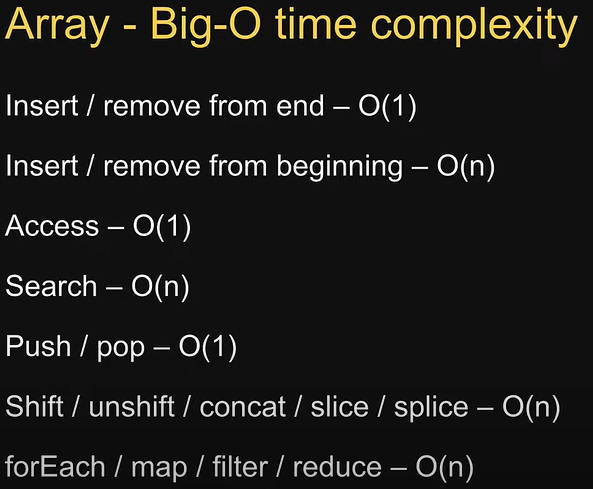 Array - Big-O time complexity
Insert / remove from end – O(1)
Insert / remove from beginning – O(n)
Access – O(1)
Search – O(n)
Push / pop – O(1)
Shift / unshift / concat / slice / splice – O(n)
forEach / map / filter / reduce – O(n)